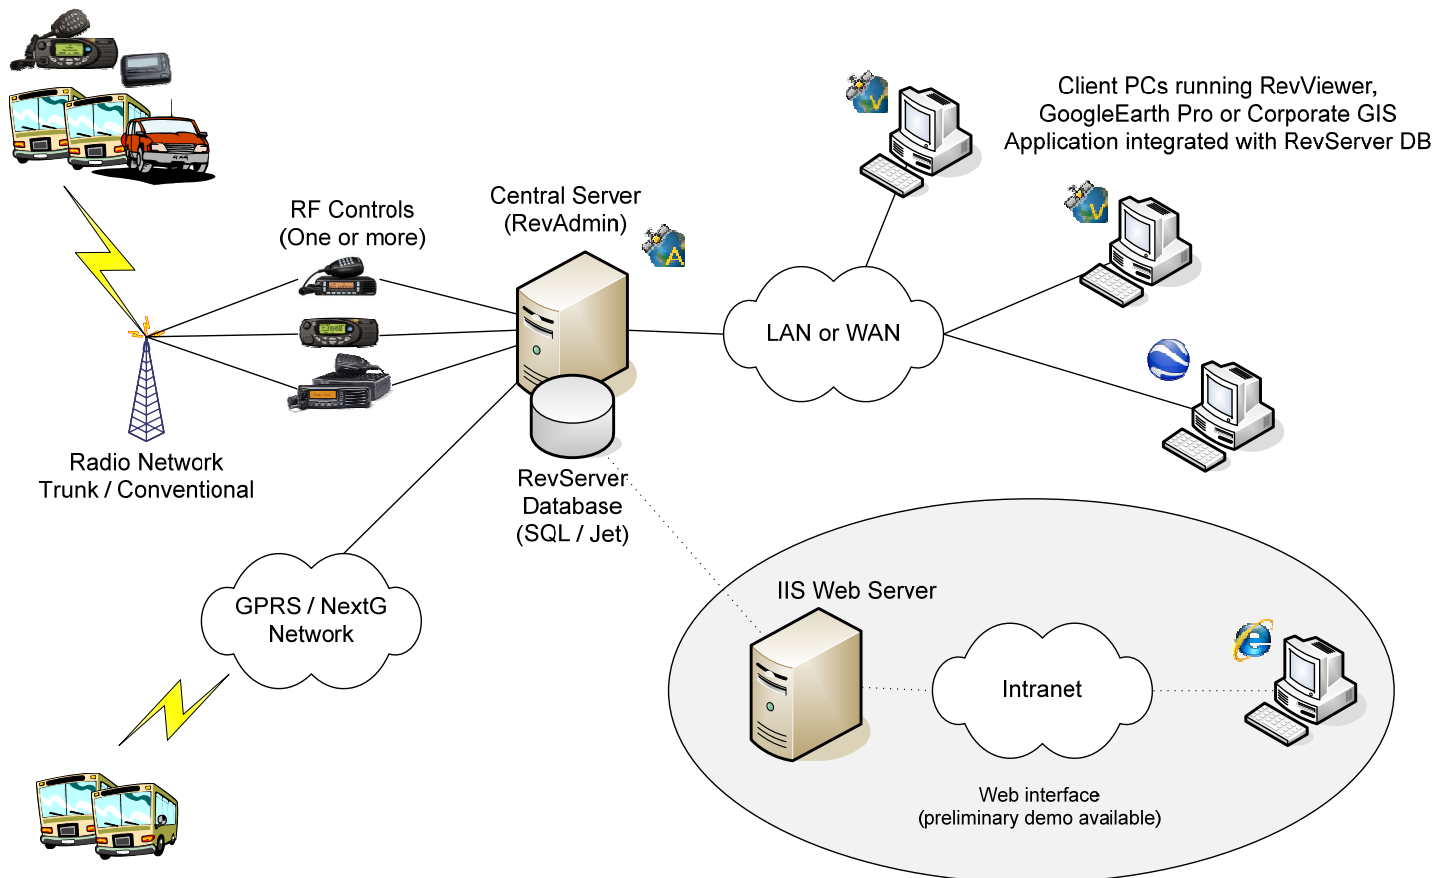 Client PCs running RevViewer,
GoogleEarth Pro or Corporate GIS
Application integrated with RevServer DB
Central Server
(RevAdmin)
RF Controls
(One or more)
LAN or WAN
Radio Network
Trunk / Conventional
RevServer
Database
(SQL / Jet)
GPRS / NextG
Network
IIS Web Server
Intranet
Web interface
(preliminary demo available)